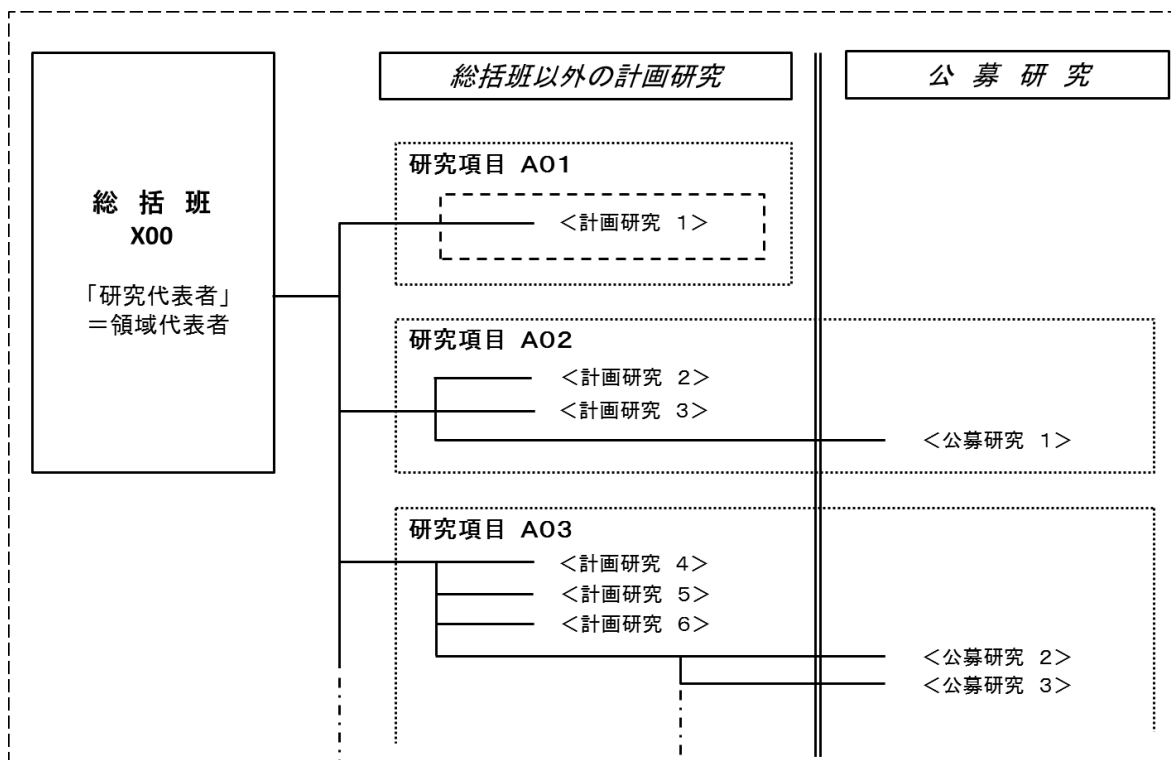 総括班以外の計画研究
公 募 研 究
総 括 班
X00
「研究代表者」
＝領域代表者
研究項目 A01
＜計画研究 1＞
研究項目 A02
＜計画研究 2＞
＜計画研究 3＞
＜公募研究 1＞
研究項目 A03
＜計画研究 4＞
＜計画研究 5＞
＜計画研究 6＞
＜公募研究 2＞
＜公募研究 3＞